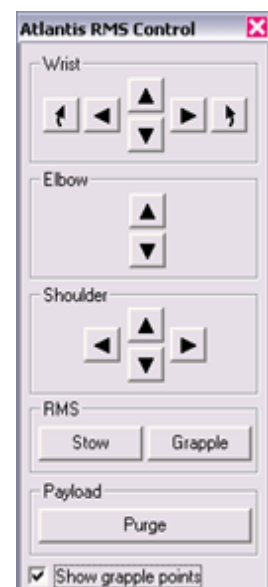 Atlantis RMS Control
Wrist
Elbow
Shoulder
RMS
Stow Grapple
Payload
Purge
Show grapple points